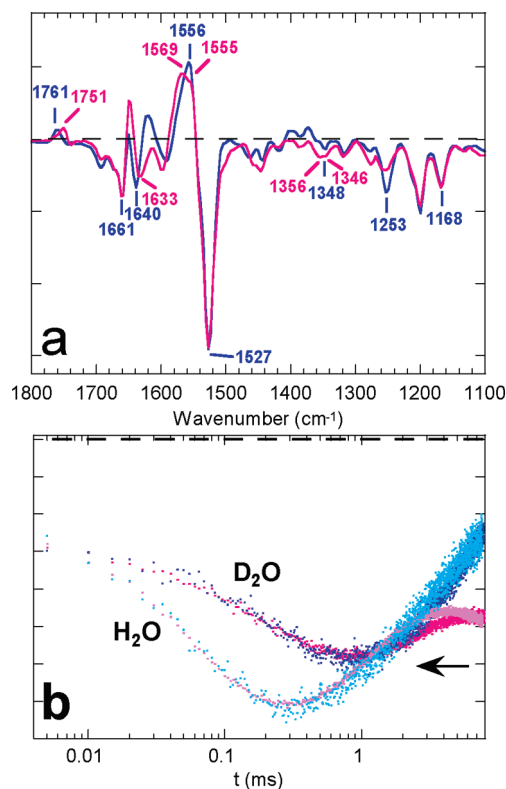 1556
1569 1555
1761 1751
1633
1356 1346
1640 1348
1661 1253 1168
a 1527
1800 1700 1600 1500 1400 1300 1200 1100
Wavenumber (cm-1)
D2O
H2O
b
0.01 0.1 1
t (ms)